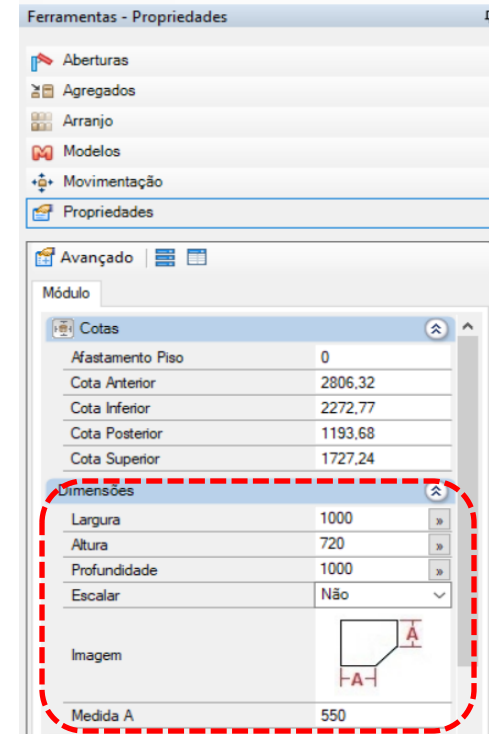 Ferramentas - Propriedades
Aberturas
Agregados
Arranjo
Modelos
Movimentação
Propriedades
Avançado
Módulo
Cotas
Afastamento Piso 0
Cota Anterior 2806,32
Cota Inferior 2272,77
Cota Posterior 1193,68
Cota Superior 1727,24
Dimensões
Largura 1000 »
Altura 720 »
Profundidade 1000 »
Escalar Não
A
Imagem
A
Medida A 550